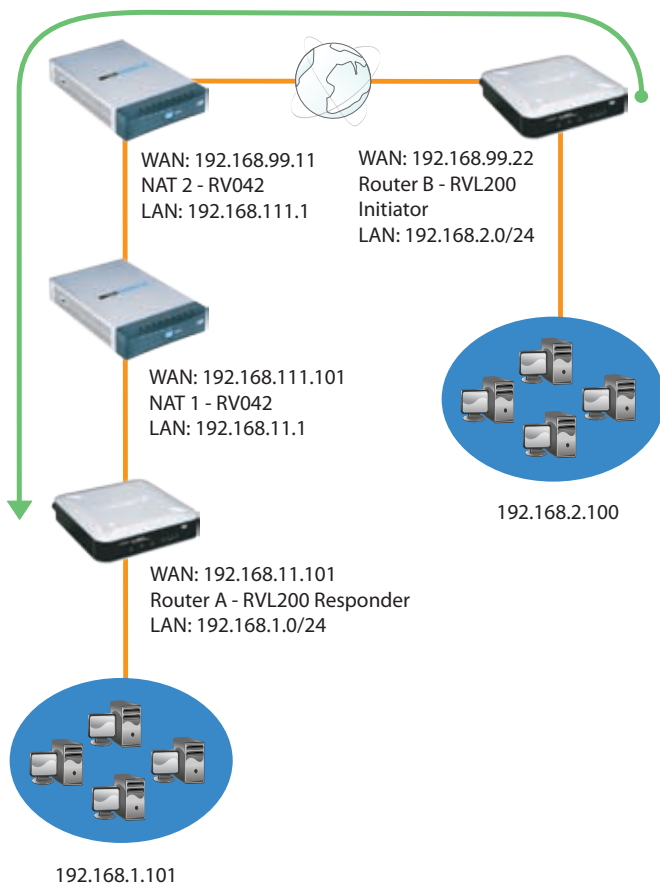 WAN: 192.168.99.11
NAT 2 - RV042
LAN: 192.168.111.1
WAN: 192.168.99.22
Router B - RVL200
Initiator
LAN: 192.168.2.0/24
WAN: 192.168.111.101
NAT 1 - RV042
LAN: 192.168.11.1
192.168.2.100
WAN: 192.168.11.101
Router A - RVL200 Responder
LAN: 192.168.1.0/24
192.168.1.101